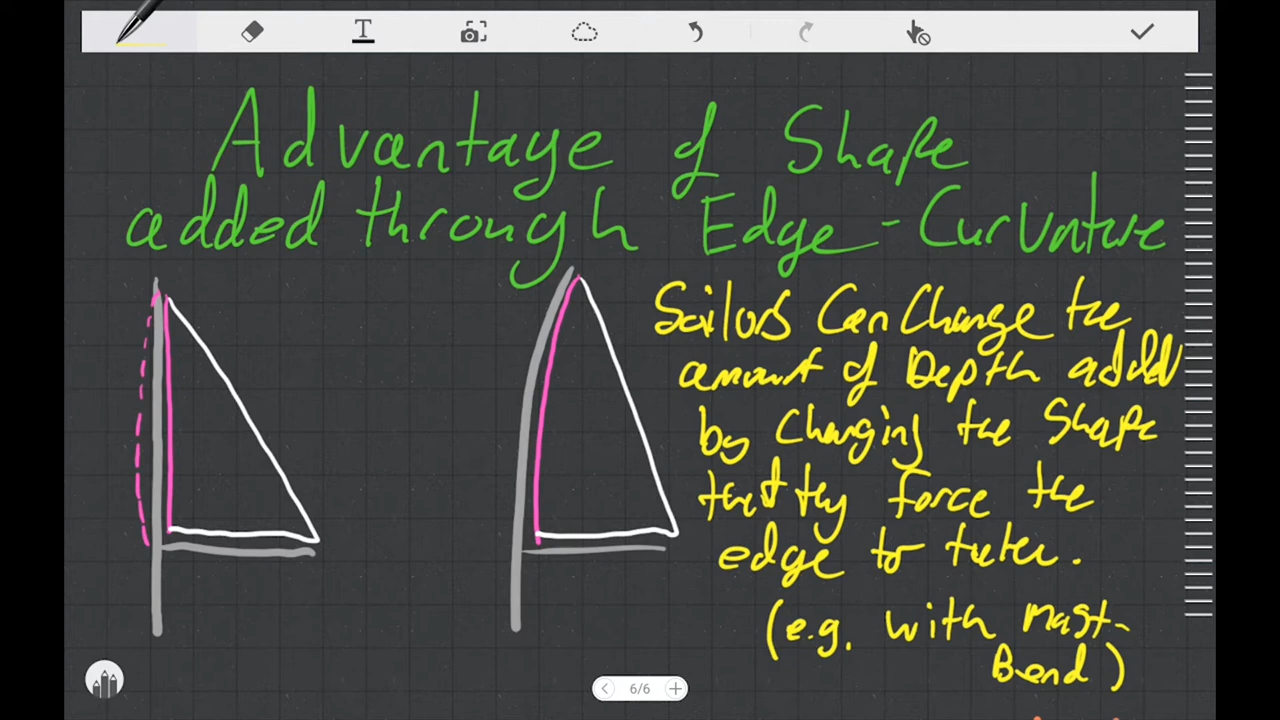 Advantage of Shape
added through Edge-Curvature
Sailors Can Change the
amount of Depth added
by Changing the Shape
that they force the
edge to take.
(e.g. with mast-
Bend)
T
6/6